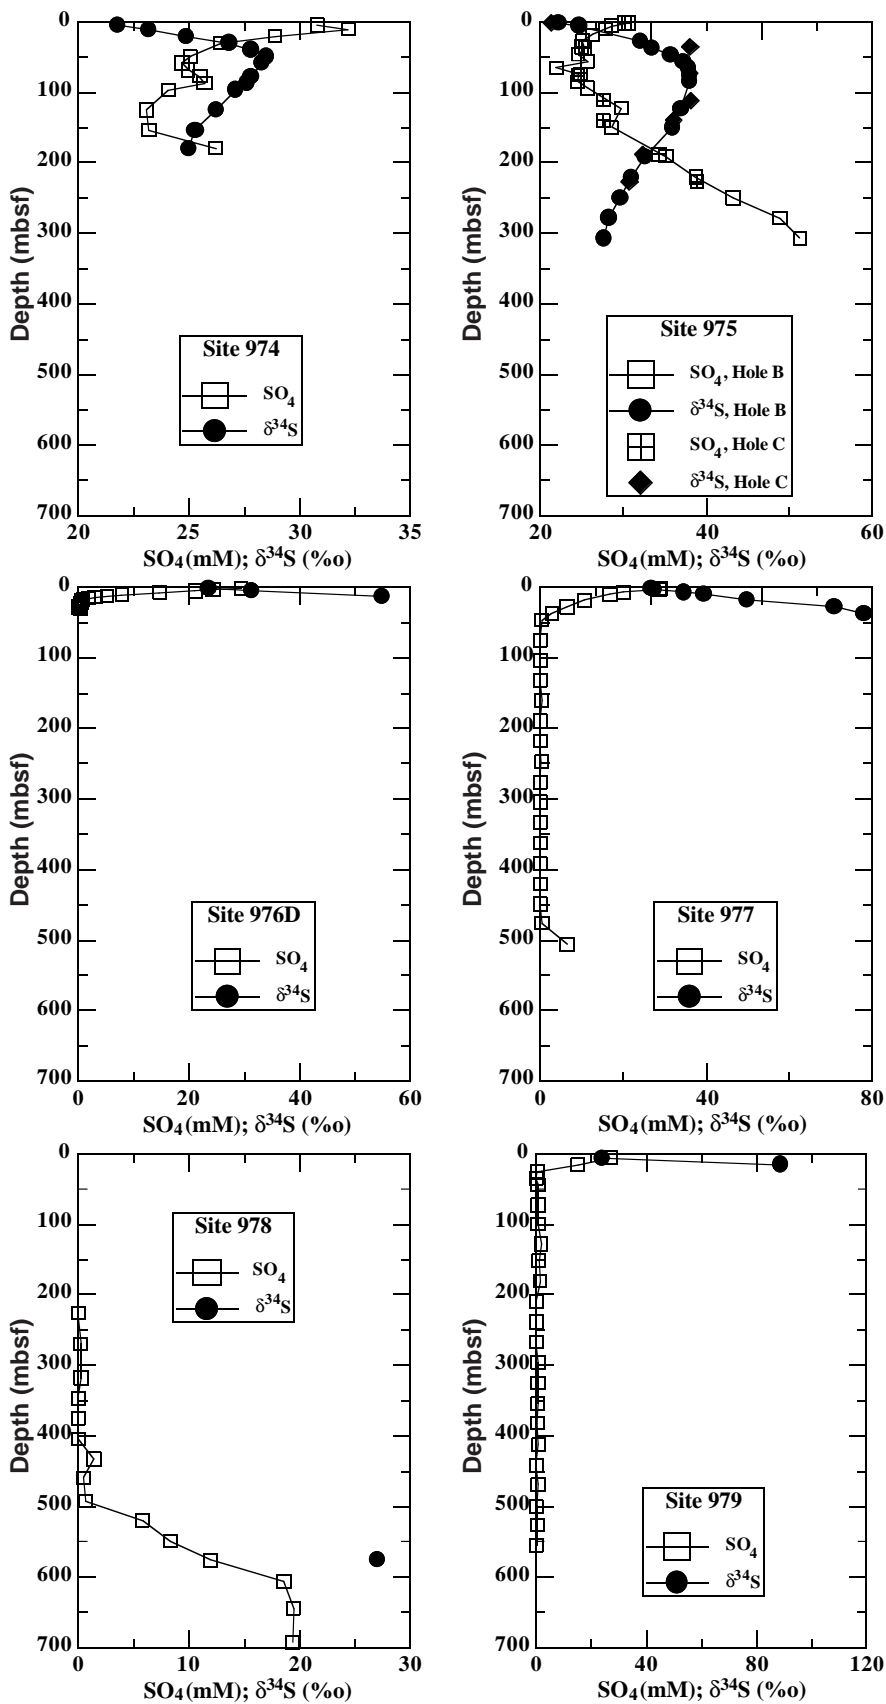 0
100
200
300
400
500
600
700
Depth (mbsf)
Site 974
SO4
δ34S
20
25
30
35
SO4(mM); δ34S (%o)
0
100
200
300
400
500
600
700
Depth (mbsf)
Site 975
SO4, Hole B
δ34S, Hole B
SO4, Hole C
δ34S, Hole C
20
40
60
SO4(mM); δ34S (%o)
0
100
200
300
400
500
600
700
Depth (mbsf)
Site 976D
SO4
δ34S
0
20
40
60
SO4(mM); δ34S (%o)
0
100
200
300
400
500
600
700
Depth (mbsf)
Site 977
SO4
δ34S
0
40
80
SO4(mM); δ34S (%o)
0
100
200
300
400
500
600
700
Depth (mbsf)
Site 978
SO4
δ34S
0
10
20
30
SO4(mM); δ34S (%o)
0
100
200
300
400
500
600
700
Depth (mbsf)
Site 979
SO4
δ34S
0
40
80
120
SO4(mM); δ34S (%o)